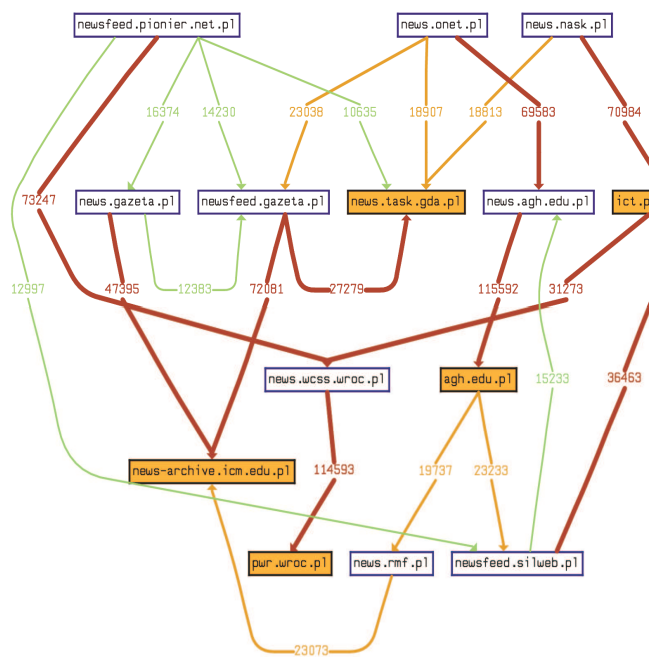 newsfeed.pionier.net.pl
news.onet.pl
news.nask.pl
16374
14230
23038
10635
18907
18813
69583
70984
73247
news.gazeta.pl
newsfeed.gazeta.pl
news.task.gda.pl
news.agh.edu.pl
ict.p
12997
47395
12383
72081
27279
115592
31273
news.wcss.wroc.pl
agh.edu.pl
15233
36463
news-archive.icm.edu.pl
114593
19737
23233
pwr.wroc.pl
news.rmf.pl
newsfeed.silweb.pl
23073